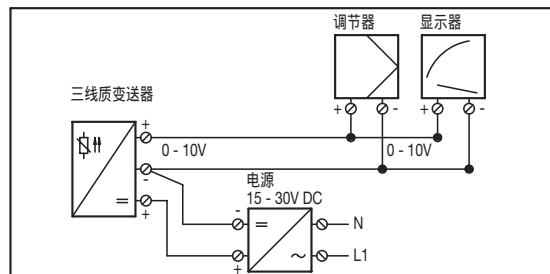 调节器 显示器
三线质变送器
+ - + -
+
0 - 10V 0 - 10V
-
=
+
电源
15 - 30V DC
- = N
+ ~ L1